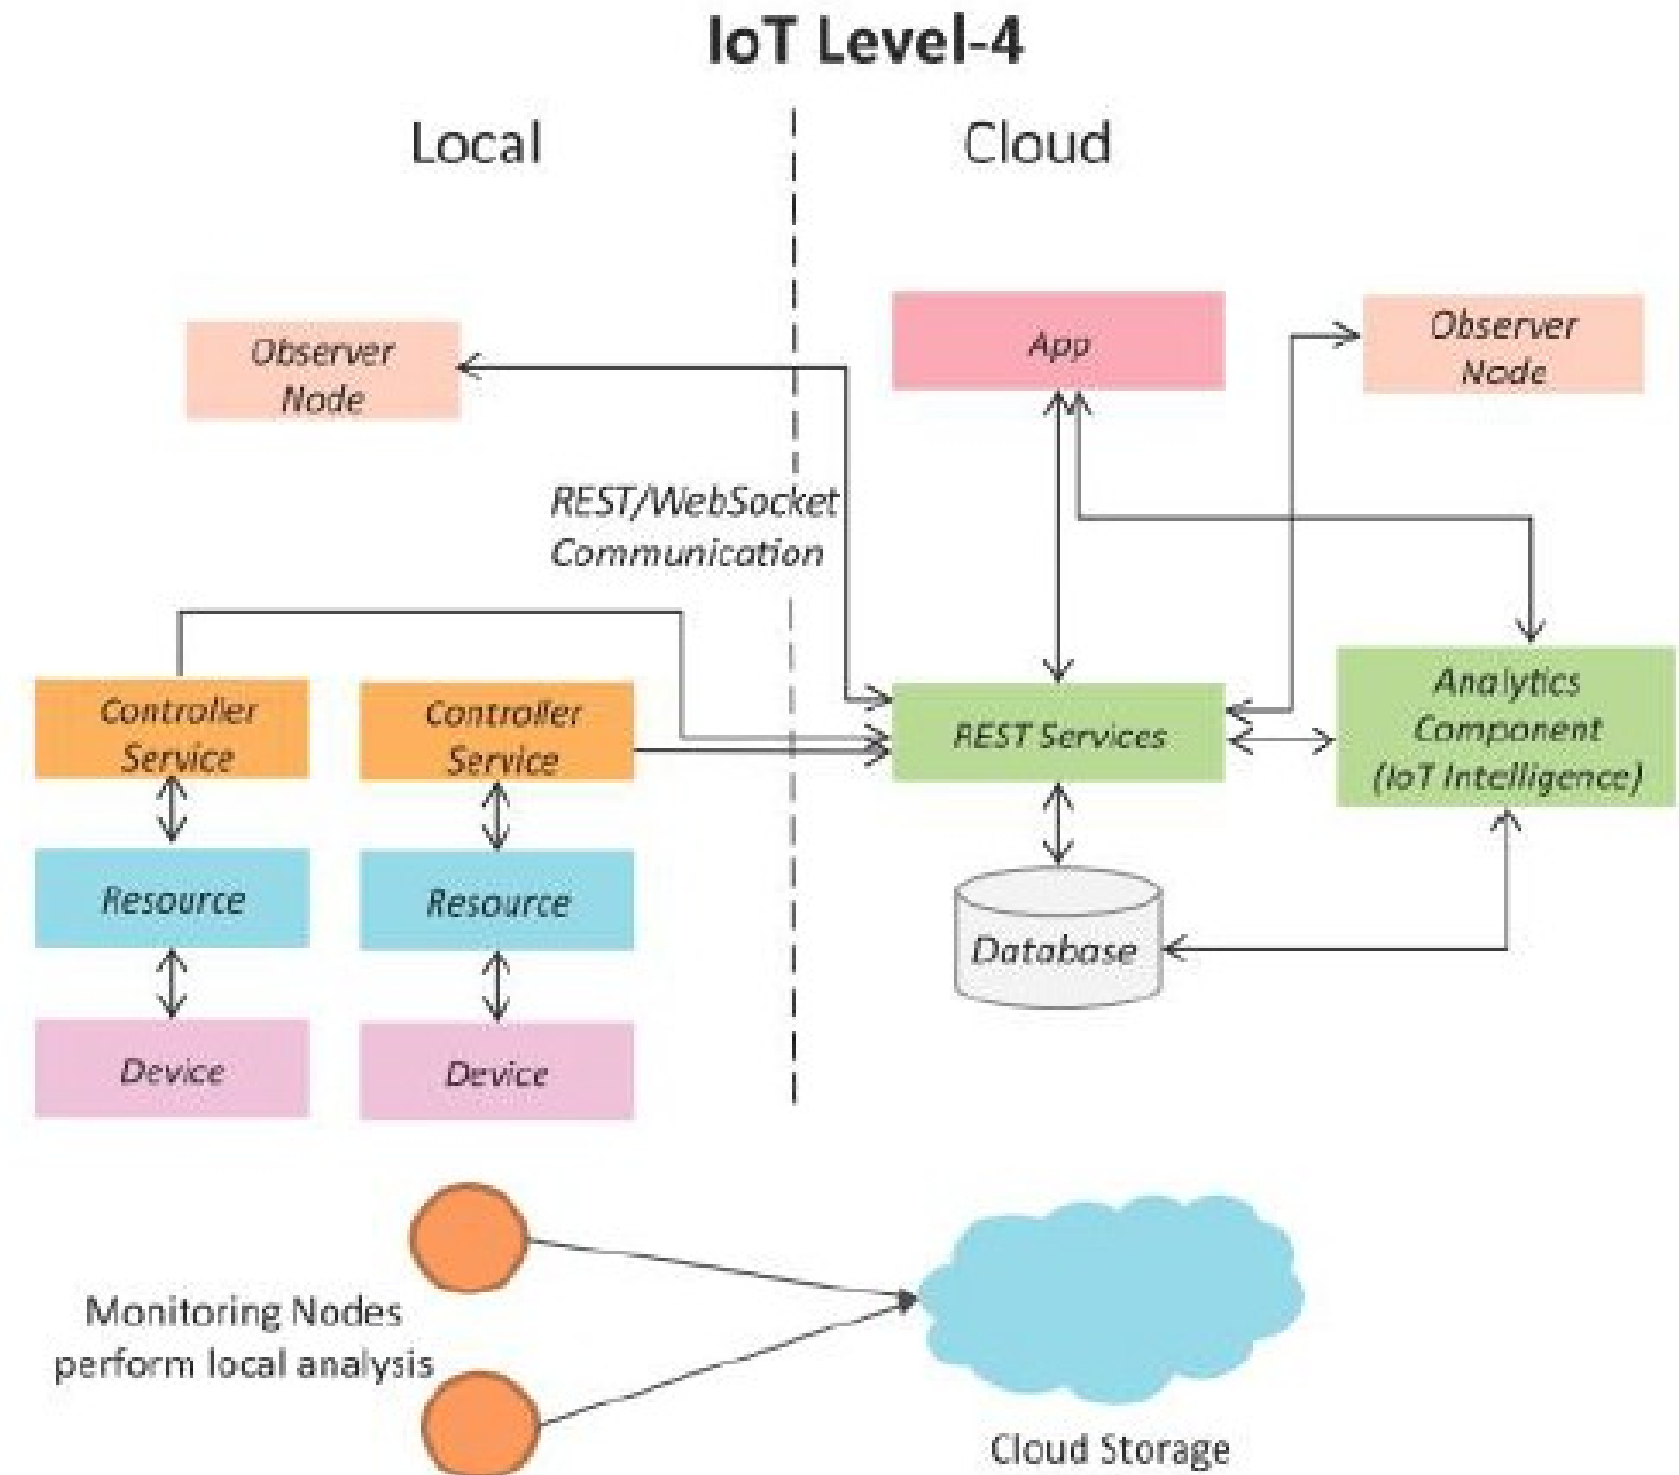 IoT Level-4
Local
Cloud
Observer
Node
App
Observer
Node
REST/WebSocket
Communication
Controller
Service
Controller
Service
REST Services
Analytics
Component
(IoT Intelligence)
Resource
Resource
Database
Device
Device
Monitoring Nodes
perform local analysis
Cloud Storage